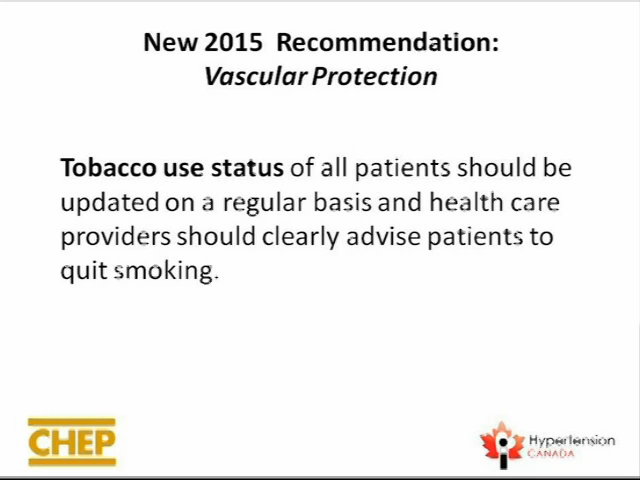 New 2015 Recommendation:
Vascular Protection
Tobacco use status of all patients should be
updated on a regular basis and health care
providers should clearly advise patients to
quit smoking.
CHEP
Hypertension
CANADA